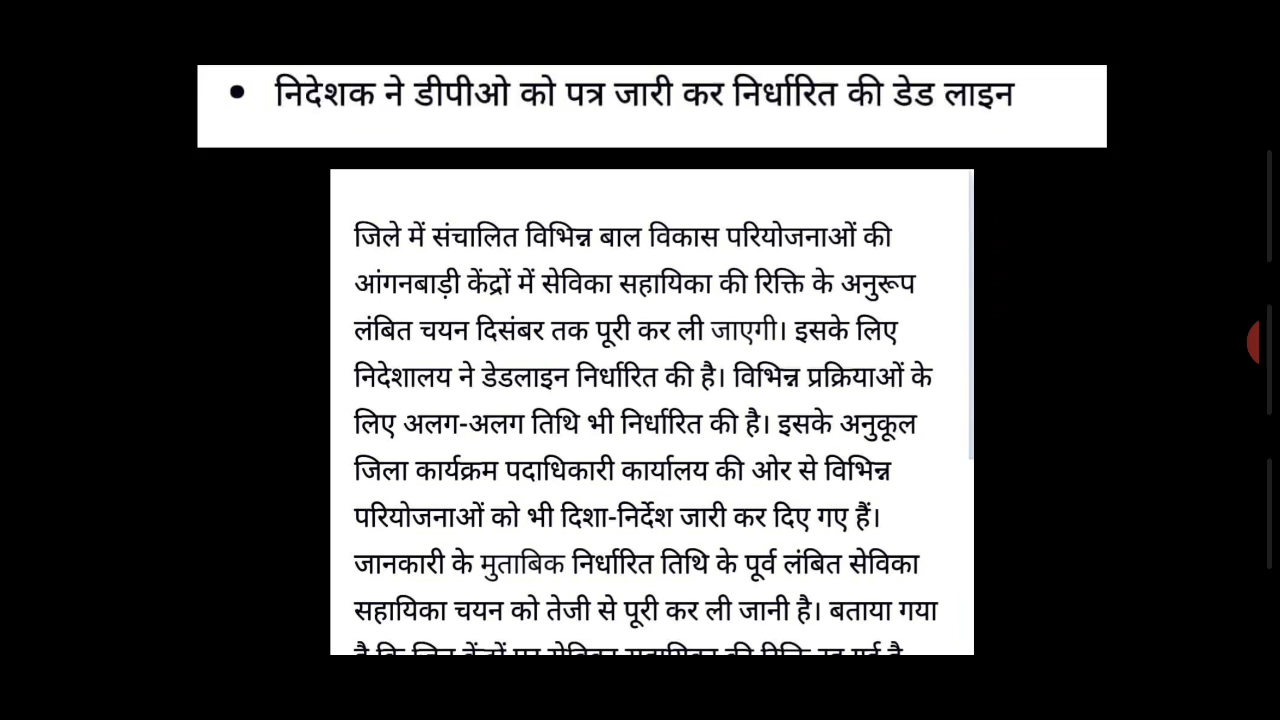 • निदेशक ने डीपीओ को पत्र जारी कर निर्धारित की डेड लाइन
जिले में संचालित विभिन्न बाल विकास परियोजनाओं की
आंगनबाड़ी केंद्रों में सेविका सहायिका की रिक्ति के अनुरूप
लंबित चयन दिसंबर तक पूरी कर ली जाएगी। इसके लिए
निदेशालय ने डेडलाइन निर्धारित की है। विभिन्न प्रक्रियाओं के
लिए अलग-अलग तिथि भी निर्धारित की है। इसके अनुकूल
जिला कार्यक्रम पदाधिकारी कार्यालय की ओर से विभिन्न
परियोजनाओं को भी दिशा-निर्देश जारी कर दिए गए हैं।
जानकारी के मुताबिक निर्धारित तिथि के पूर्व लंबित सेविका
सहायिका चयन को तेजी से पूरी कर ली जानी है। बताया गया